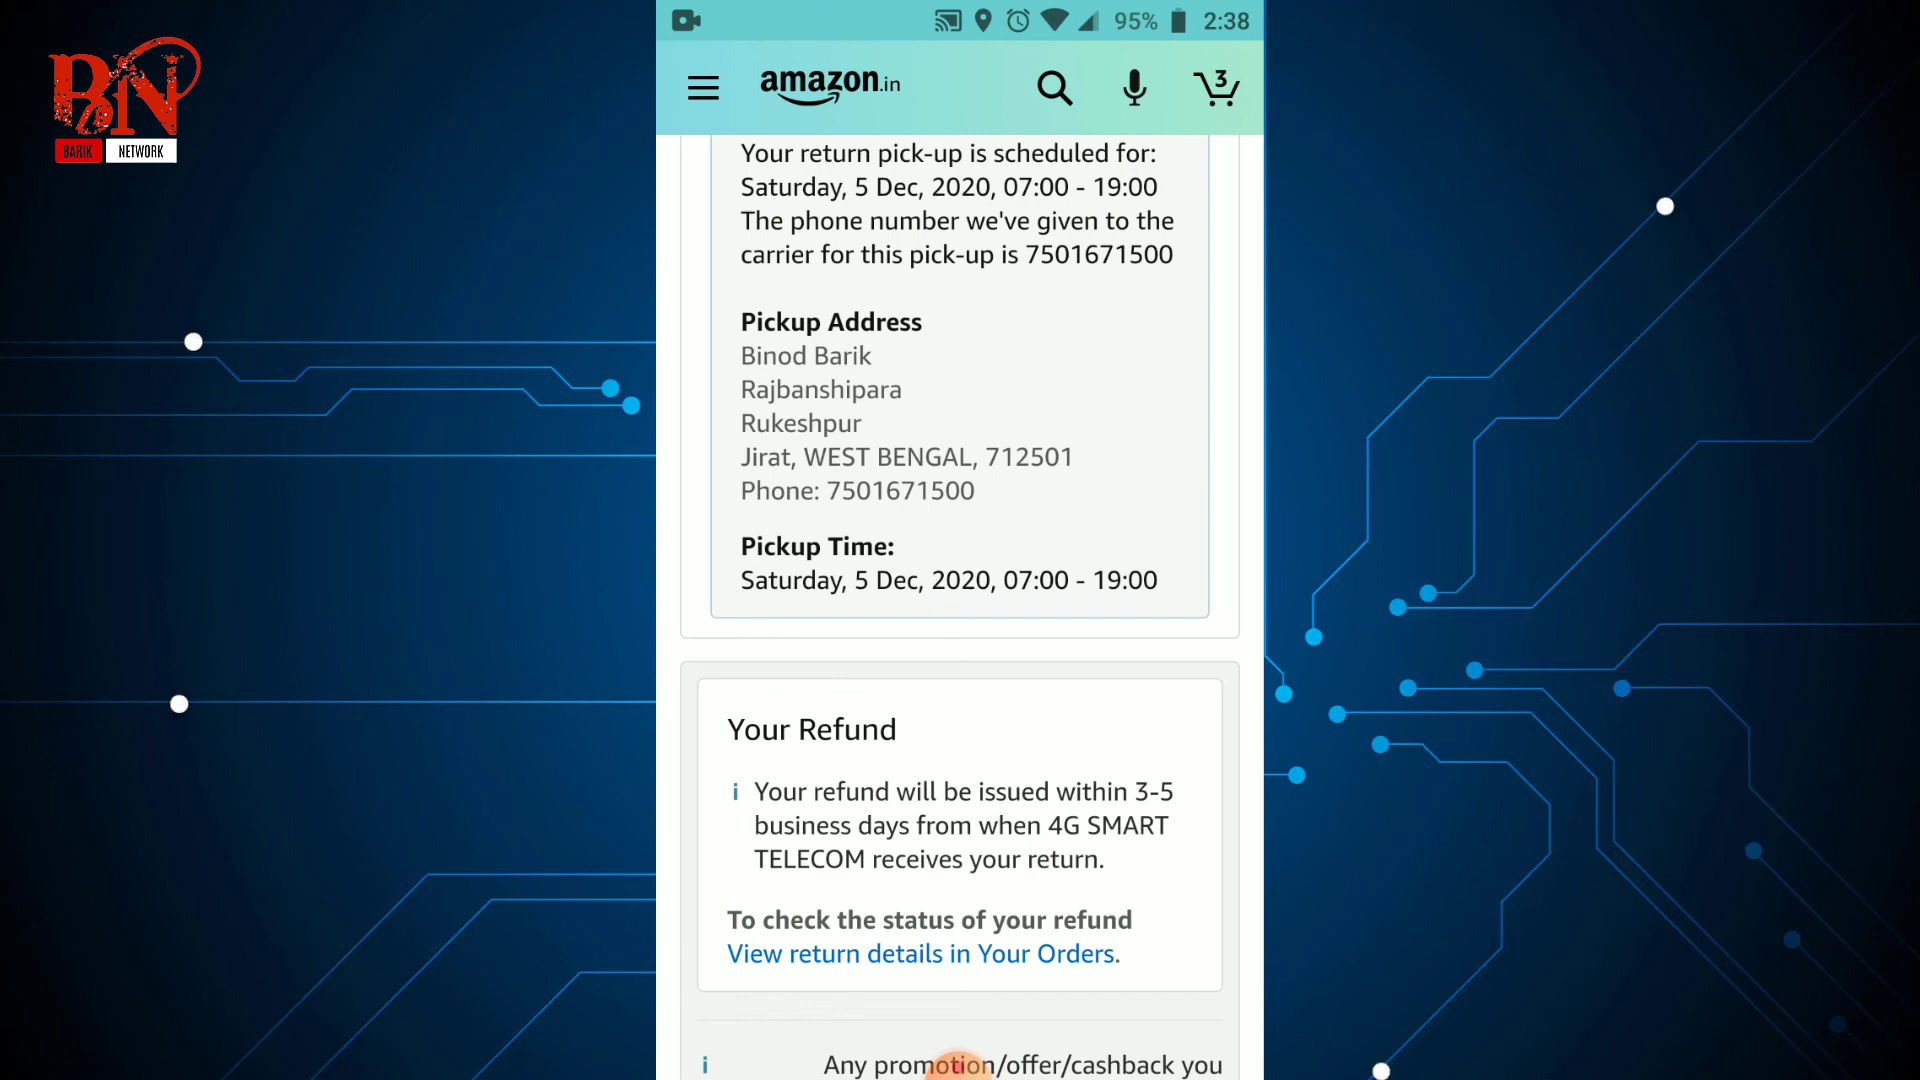 BN
BARIK NETWORK
95% 2:38
amazon.in
3
Your return pick-up is scheduled for:
Saturday, 5 Dec, 2020, 07:00 - 19:00
The phone number we've given to the
carrier for this pick-up is 7501671500
Pickup Address
Binod Barik
Rajbanshipara
Rukeshpur
Jirat, WEST BENGAL, 712501
Phone: 7501671500
Pickup Time:
Saturday, 5 Dec, 2020, 07:00 - 19:00
Your Refund
i Your refund will be issued within 3-5
business days from when 4G SMART
TELECOM receives your return.
To check the status of your refund
View return details in Your Orders.
i Any promotion/offer/cashback you